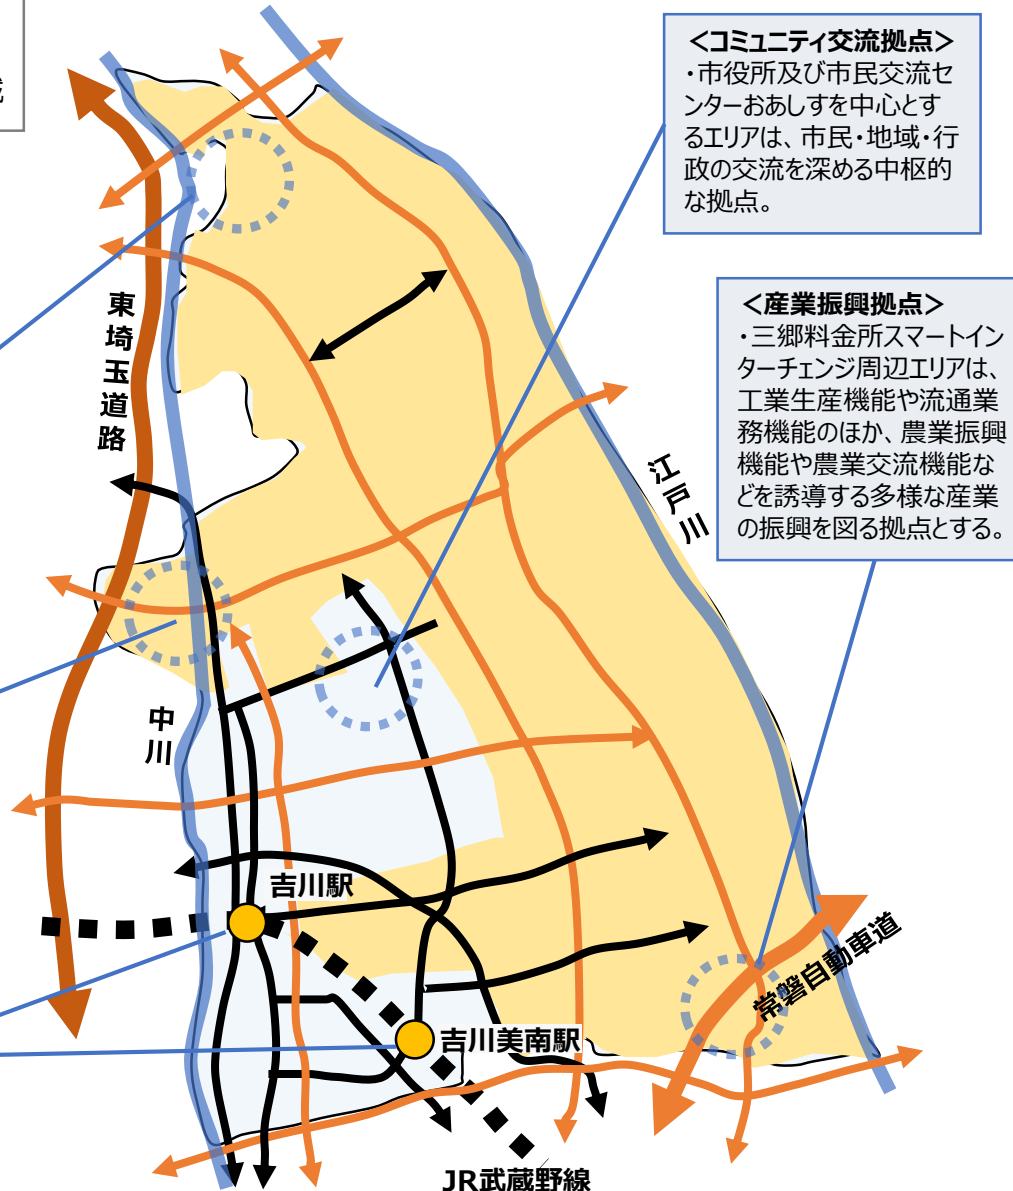 ＜コミュニティ交流拠点＞
・市役所及び市民交流セ
ンターおあしすを中心とす
るエリアは、市民・地域・行
政の交流を深める中枢的
な拠点。
＜産業振興拠点＞
・三郷料金所スマートイン
ターチェンジ周辺エリアは、
工業生産機能や流通業
務機能のほか、農業振興
機能や農業交流機能な
どを誘導する多様な産業
の振興を図る拠点とする。
東埼玉道路
江戸川
中川
吉川駅
常磐自動車道
吉川美南駅
JR武蔵野線